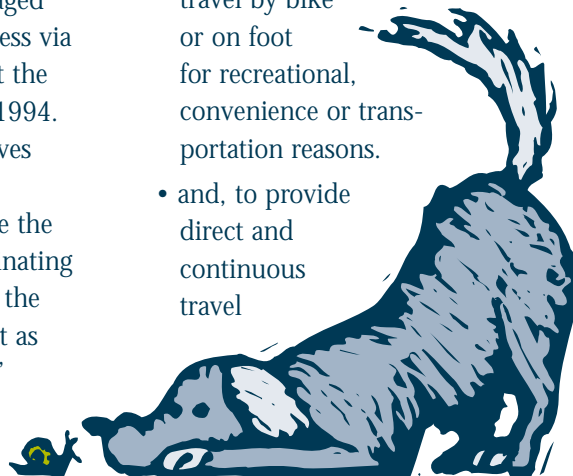 ess via
t the
1994.
ves
e the
nating
the
t as
travel by bike
or on foot
for recreational,
convenience or trans-
portation reasons.
• and, to provide
direct and
continuous
travel